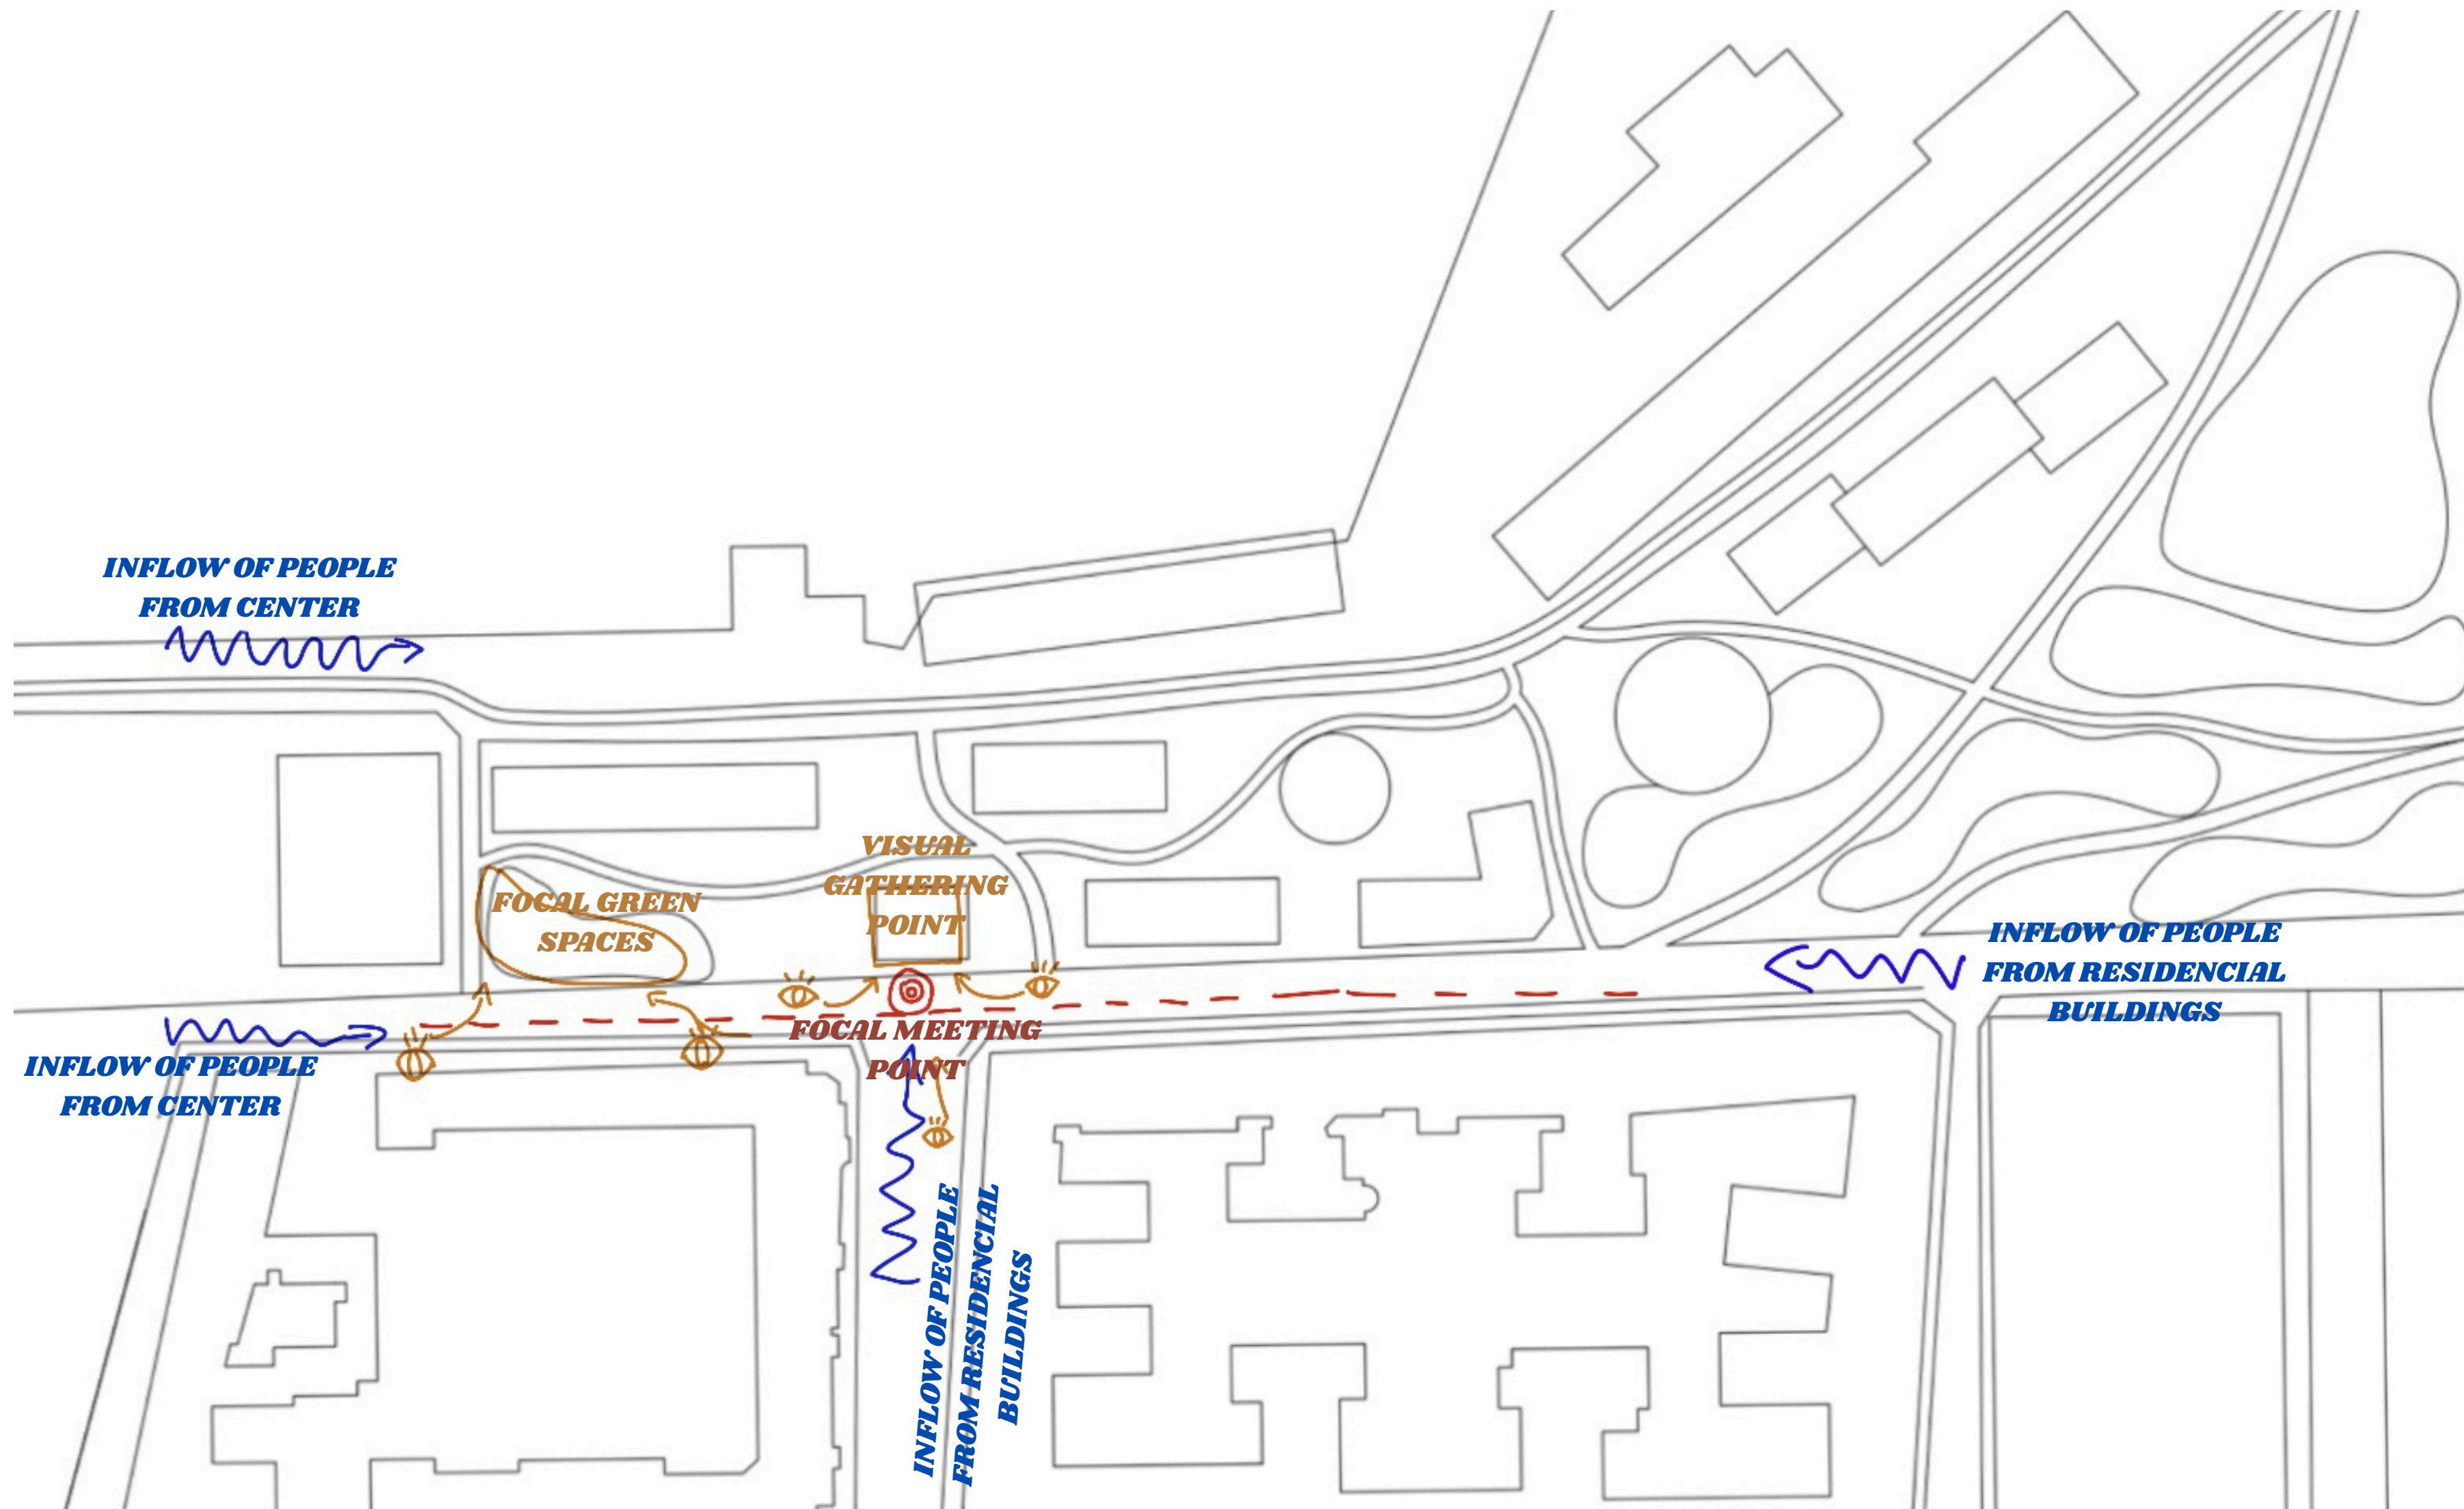 INFLOW OF PEOPLE
FROM CENTER
VISUAL
GATHERING
POINT
FOCAL GREEN
SPACES
INFLOW OF PEOPLE
FROM RESIDENCIAL
BUILDINGS
FOCAL MEETING
POINT
INFLOW OF PEOPLE
FROM CENTER
INFLOW OF PEOPLE
FROM RESIDENCIAL
BUILDINGS